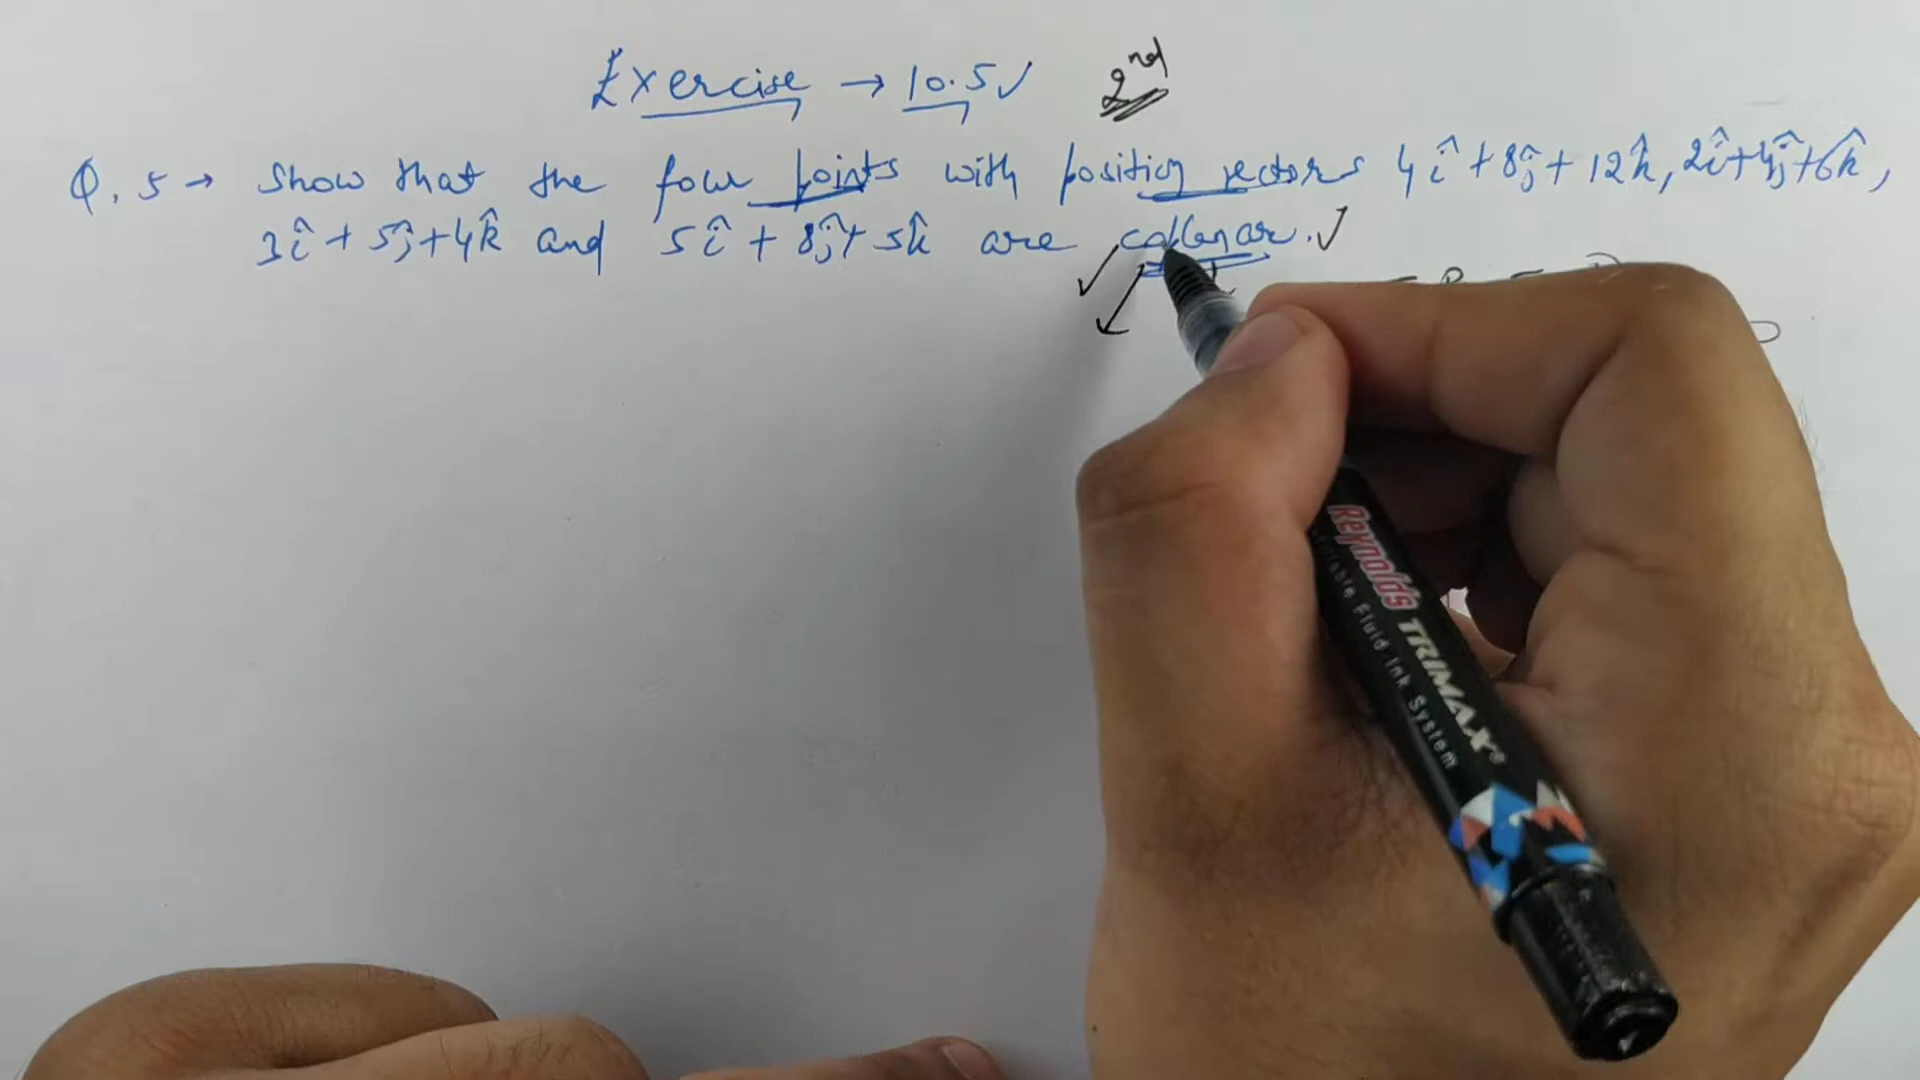 Exercise → 10.5 ✓ 2nd
Q. 5 → Show that the four points with position vectors 4î + 8ĵ + 12k̂, 2î + 4ĵ + 6k̂,
3î + 5ĵ + 4k̂ and 5î + 8ĵ + 5k̂ are . ✓
Reynolds TRIMAX®
Fluid Ink System